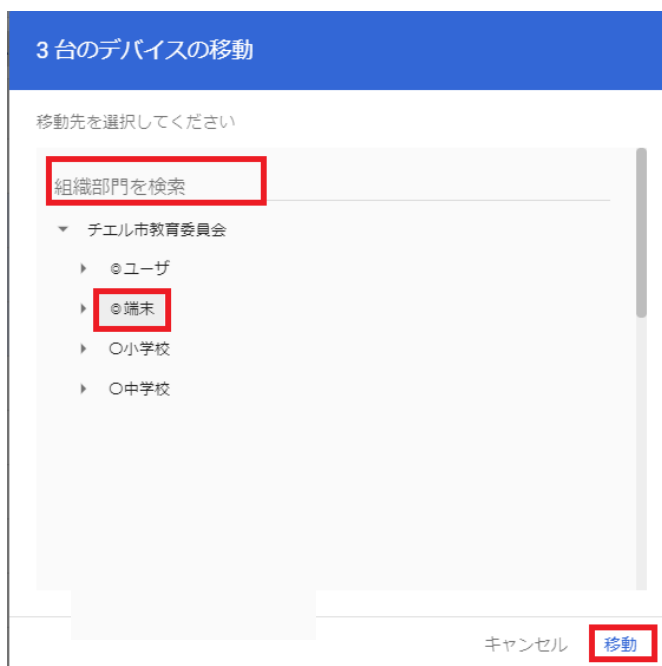 3 台のデバイスの移動
移動先を選択してください
組織部門を検索
チエル市教育委員会
◎ユーザ
◎端末
〇小学校
〇中学校
キャンセル 移動